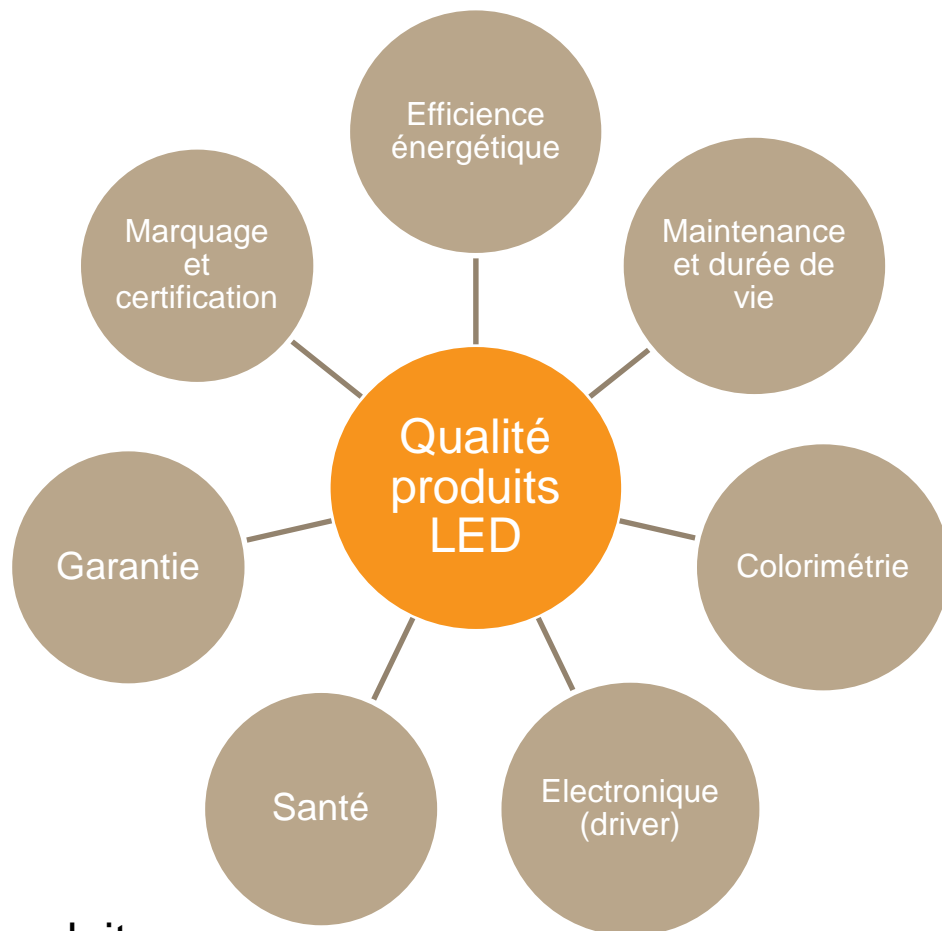 Efficience
énergétique
Maintenance
et durée de
vie
Marquage
et
certification
Qualité
produits
LED
Garantie
Colorimétrie
Santé
Electronique
(driver)